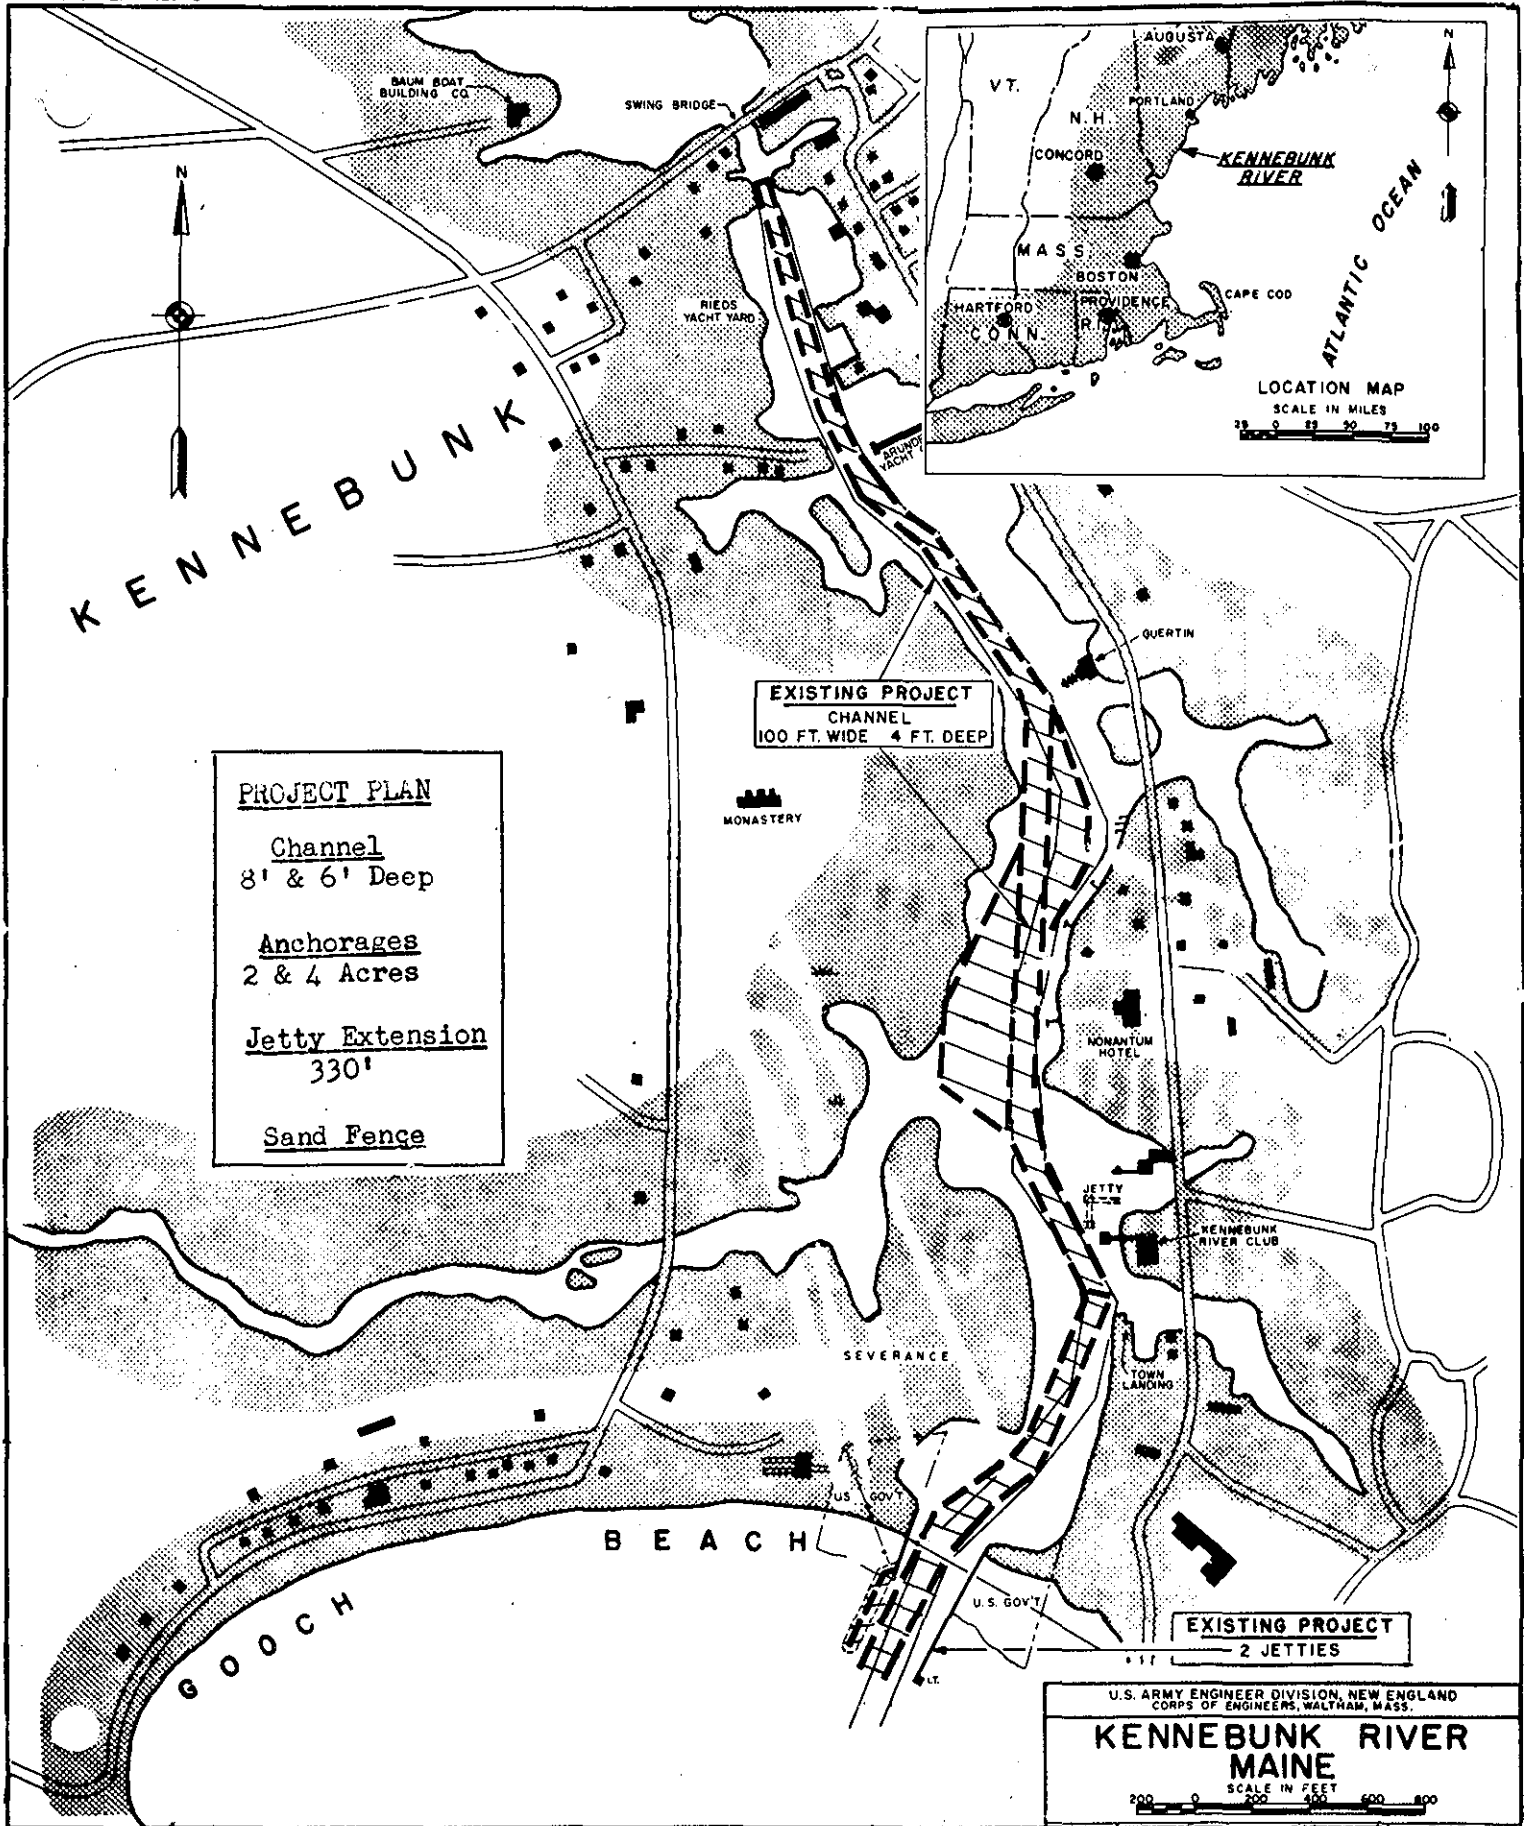 BAUM BOAT
BUILDING CO.
SWING BRIDGE
N
RIEDS
YACHT YARD
YACHT
KENNEBUNK
AUGUSTA
VT.
PORTLAND
N.H.
CONCORD
KENNEBUNK
RIVER
MASS.
BOSTON
HARTFORD
PROVIDENCE
CONN.
R.I.
CAPE COD
ATLANTIC OCEAN
N
LOCATION MAP
SCALE IN MILES
25 0 25 50 75 100
GUERTIN
EXISTING PROJECT
CHANNEL
100 FT. WIDE 4 FT. DEEP
MONASTERY
PROJECT PLAN
Channel
8' & 6' Deep
Anchorages
2 & 4 Acres
Jetty Extension
330'
Sand Fence
NONANTUM
HOTEL
JETTY
KENNEBUNK
RIVER CLUB
SEVERANCE
TOWN
LANDING
U.S. GOV'T
GOOCH BEACH
U.S. GOV'T
LT.
EXISTING PROJECT
2 JETTIES
U.S. ARMY ENGINEER DIVISION, NEW ENGLAND
CORPS OF ENGINEERS, WALTHAM, MASS.
KENNEBUNK RIVER
MAINE
SCALE IN FEET
200 0 200 400 600 800